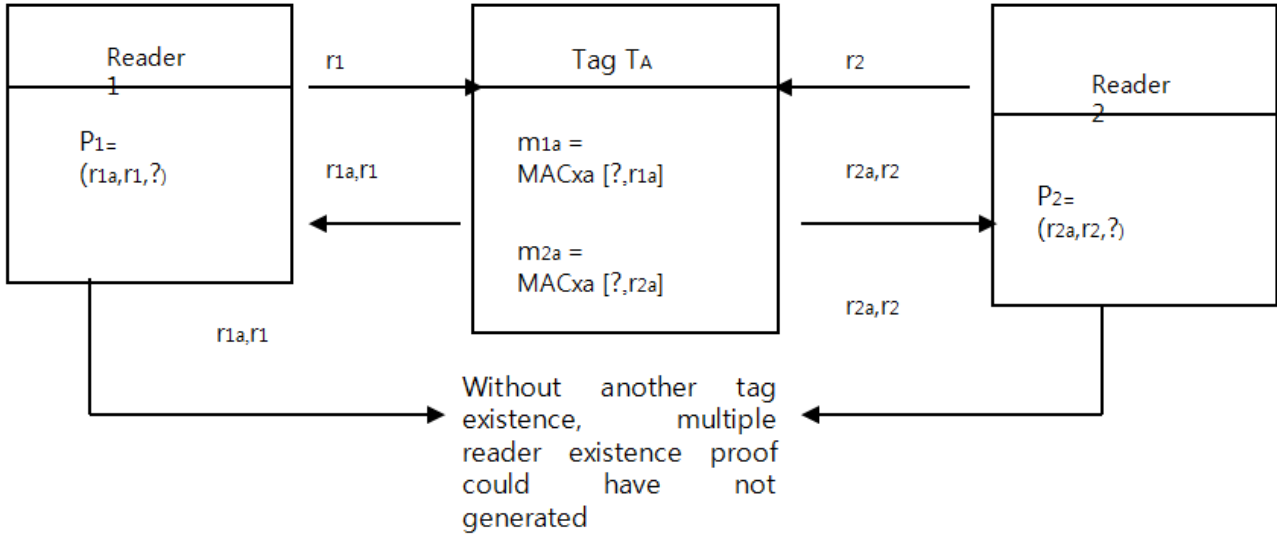 Reader
1
r1
Tag TA
r2
Reader
2
P1=
(r1a,r1,?)
r1a,r1
m1a =
MACxa [?,r1a]
r2a,r2
P2=
(r2a,r2,?)
m2a =
MACxa [?,r2a]
r1a,r1
r2a,r2
Without another tag
existence, multiple
reader existence proof
could have not
generated